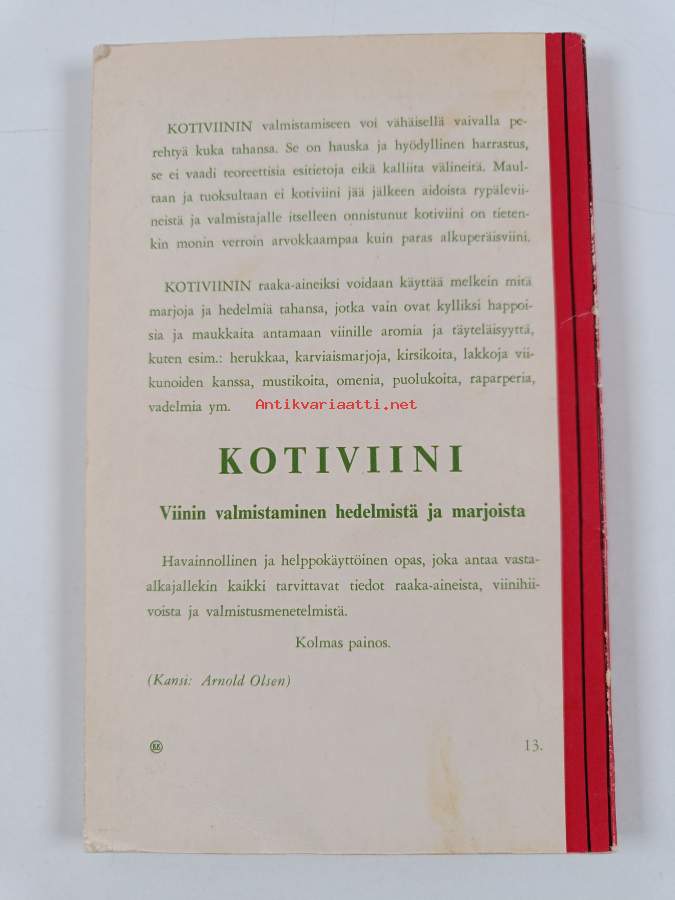 KOTIVIININ valmistamiseen voi vähäisellä vaivalla pe-
rehtyä kuka tahansa. Se on hauska ja hyödyllinen harrastus,
se ei vaadi teoreettisia esitietoja eikä kalliita välineitä. Maul-
taan ja tuoksultaan ei kotiviini jää jälkeen aidoista rypälevii-
neistä ja valmistajalle itselleen onnistunut kotiviini on tieten-
kin monin verroin arvokkaampaa kuin paras alkuperäisviini.
KOTIVIININ raaka-aineiksi voidaan käyttää melkein mitä
marjoja ja hedelmiä tahansa, jotka vain ovat kylliksi happoi-
sia ja maukkaita antamaan viinille aromia ja täyteläisyyttä,
kuten esim.: herukkaa, karviaismarjoja, kirsikoita, lakkoja vii-
kunoiden kanssa, mustikoita, omenia, puolukoita, raparperia,
vadelmia ym.
Antikvariaatti.net
KOTIVIINI
Viinin valmistaminen hedelmistä ja marjoista
Havainnollinen ja helppokäyttöinen opas, joka antaa vasta-
alkajallekin kaikki tarvittavat tiedot raaka-aineista, viinihii-
voista ja valmistusmenetelmistä.
Kolmas painos.
(Kansi: Arnold Olsen)
KK
13.